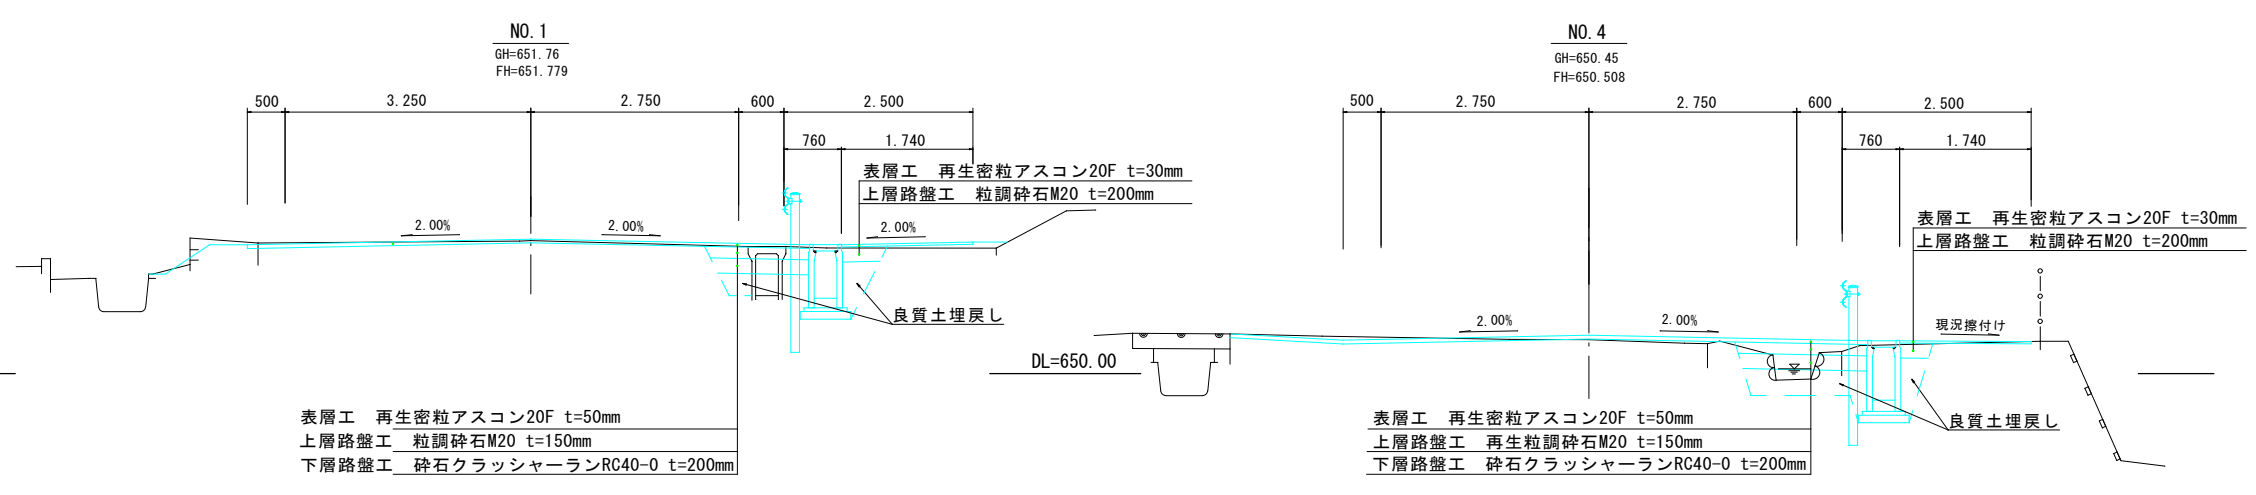 NO.1
GH=651.76
FH=651.779
500 3.250 2.750 600 2.500
760 1.740
表層工 再生密粒アスコン20F t=30mm
上層路盤工 粒調砕石M20 t=200mm
2.00% 2.00% 2.00%
良質土埋戻し
表層工 再生密粒アスコン20F t=50mm
上層路盤工 粒調砕石M20 t=150mm
下層路盤工 砕石クラッシャーランRC40-0 t=200mm
NO.4
GH=650.45
FH=650.508
500 2.750 2.750 600 2.500
760 1.740
表層工 再生密粒アスコン20F t=30mm
上層路盤工 粒調砕石M20 t=200mm
2.00% 2.00% 現況擦付け
DL=650.00
良質土埋戻し
表層工 再生密粒アスコン20F t=50mm
上層路盤工 再生粒調砕石M20 t=150mm
下層路盤工 砕石クラッシャーランRC40-0 t=200mm